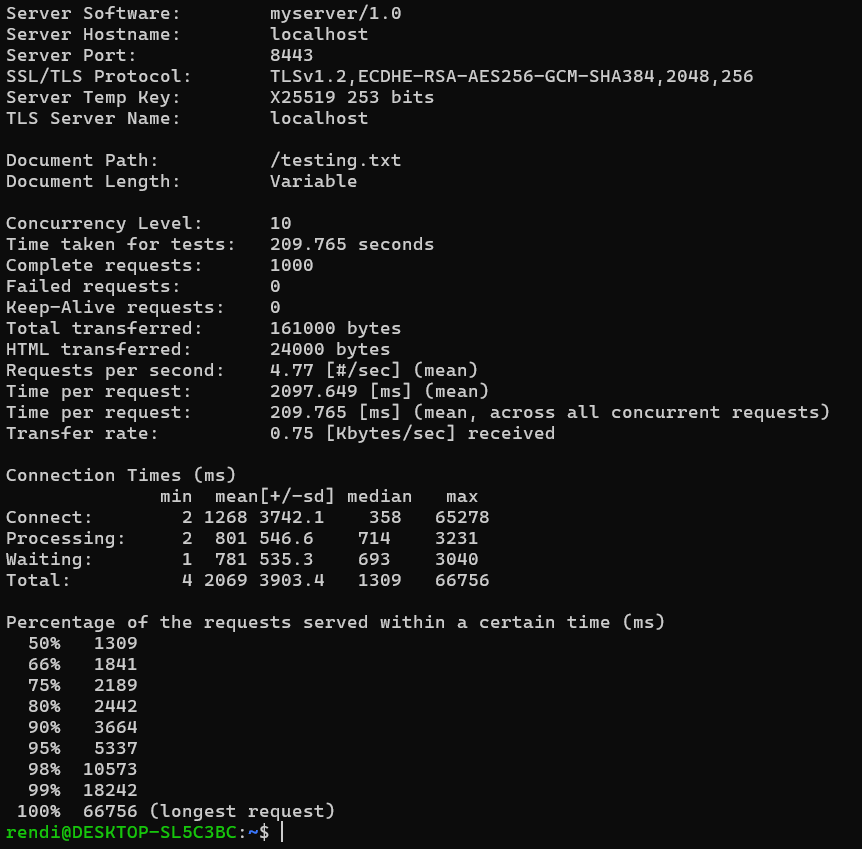 Server Software:        myserver/1.0
Server Hostname:        localhost
Server Port:            8443
SSL/TLS Protocol:       TLSv1.2,ECDHE-RSA-AES256-GCM-SHA384,2048,256
Server Temp Key:        X25519 253 bits
TLS Server Name:        localhost

Document Path:          /testing.txt
Document Length:        Variable

Concurrency Level:      10
Time taken for tests:   209.765 seconds
Complete requests:      1000
Failed requests:        0
Keep-Alive requests:    0
Total transferred:      161000 bytes
HTML transferred:       24000 bytes
Requests per second:    4.77 [#/sec] (mean)
Time per request:       2097.649 [ms] (mean)
Time per request:       209.765 [ms] (mean, across all concurrent requests)
Transfer rate:          0.75 [Kbytes/sec] received

Connection Times (ms)
              min  mean[+/-sd] median   max
Connect:        2 1268 3742.1    358   65278
Processing:     2  801 546.6    714    3231
Waiting:        1  781 535.3    693    3040
Total:          4 2069 3903.4   1309   66756

Percentage of the requests served within a certain time (ms)
  50%   1309
  66%   1841
  75%   2189
  80%   2442
  90%   3664
  95%   5337
  98%  10573
  99%  18242
 100%  66756 (longest request)
rendi@DESKTOP-SL5C3BC:~$